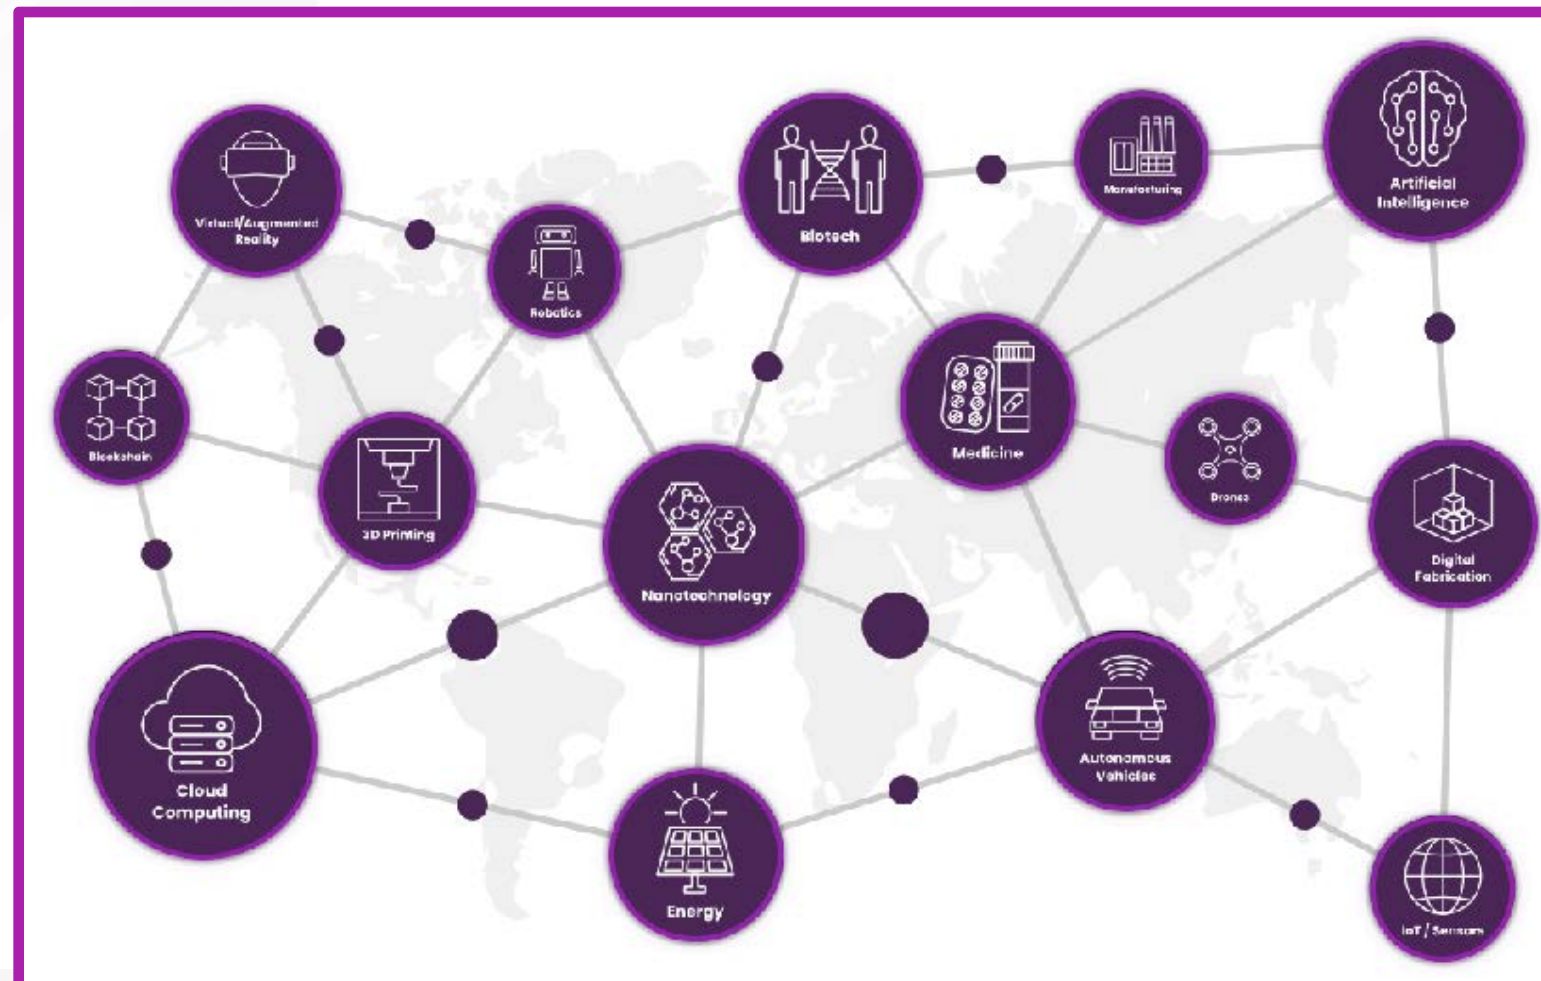 Virtual/Augmented
Reality
Robotics
Biotech
Manufacturing
Artificial
Intelligence
Blockchain
3D Printing
Nanotechnology
Medicine
Drones
Digital
Fabrication
Cloud
Computing
Energy
Autonomous
Vehicles
IoT / Sensors